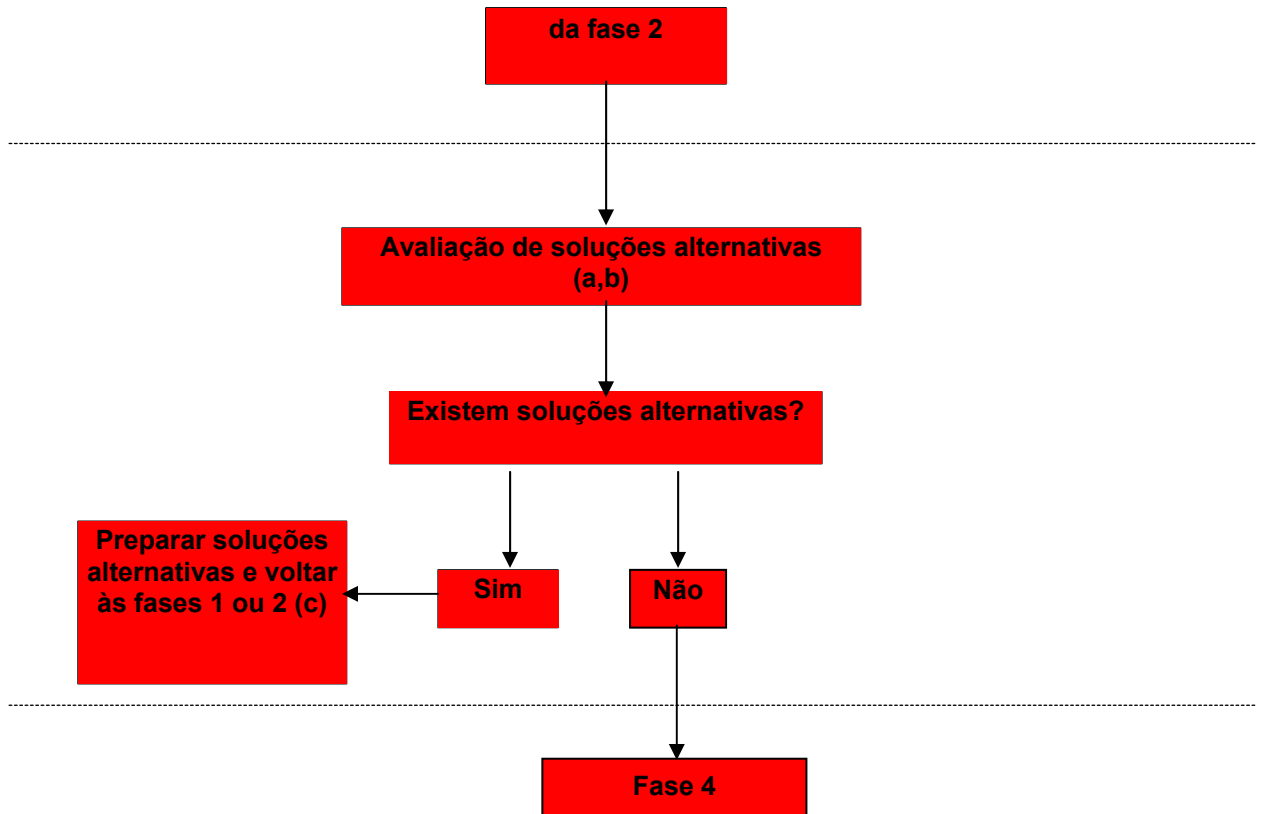 da fase 2
Avaliação de soluções alternativas
(a,b)
Existem soluções alternativas?
Preparar soluções
alternativas e voltar
às fases 1 ou 2 (c)
Sim
Não
Fase 4